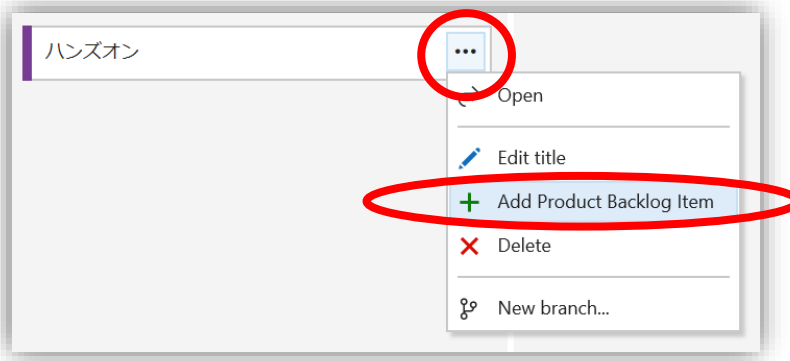 ハンズオン
Open
Edit title
Add Product Backlog Item
Delete
New branch...